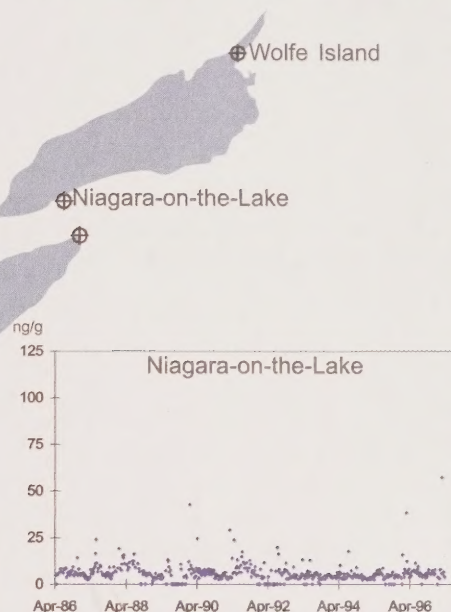 Wolfe Island
Niagara-on-the-Lake
ng/g
125
Niagara-on-the-Lake
100
75
50
25
0
Apr-86 Apr-88 Apr-90 Apr-92 Apr-94 Apr-96